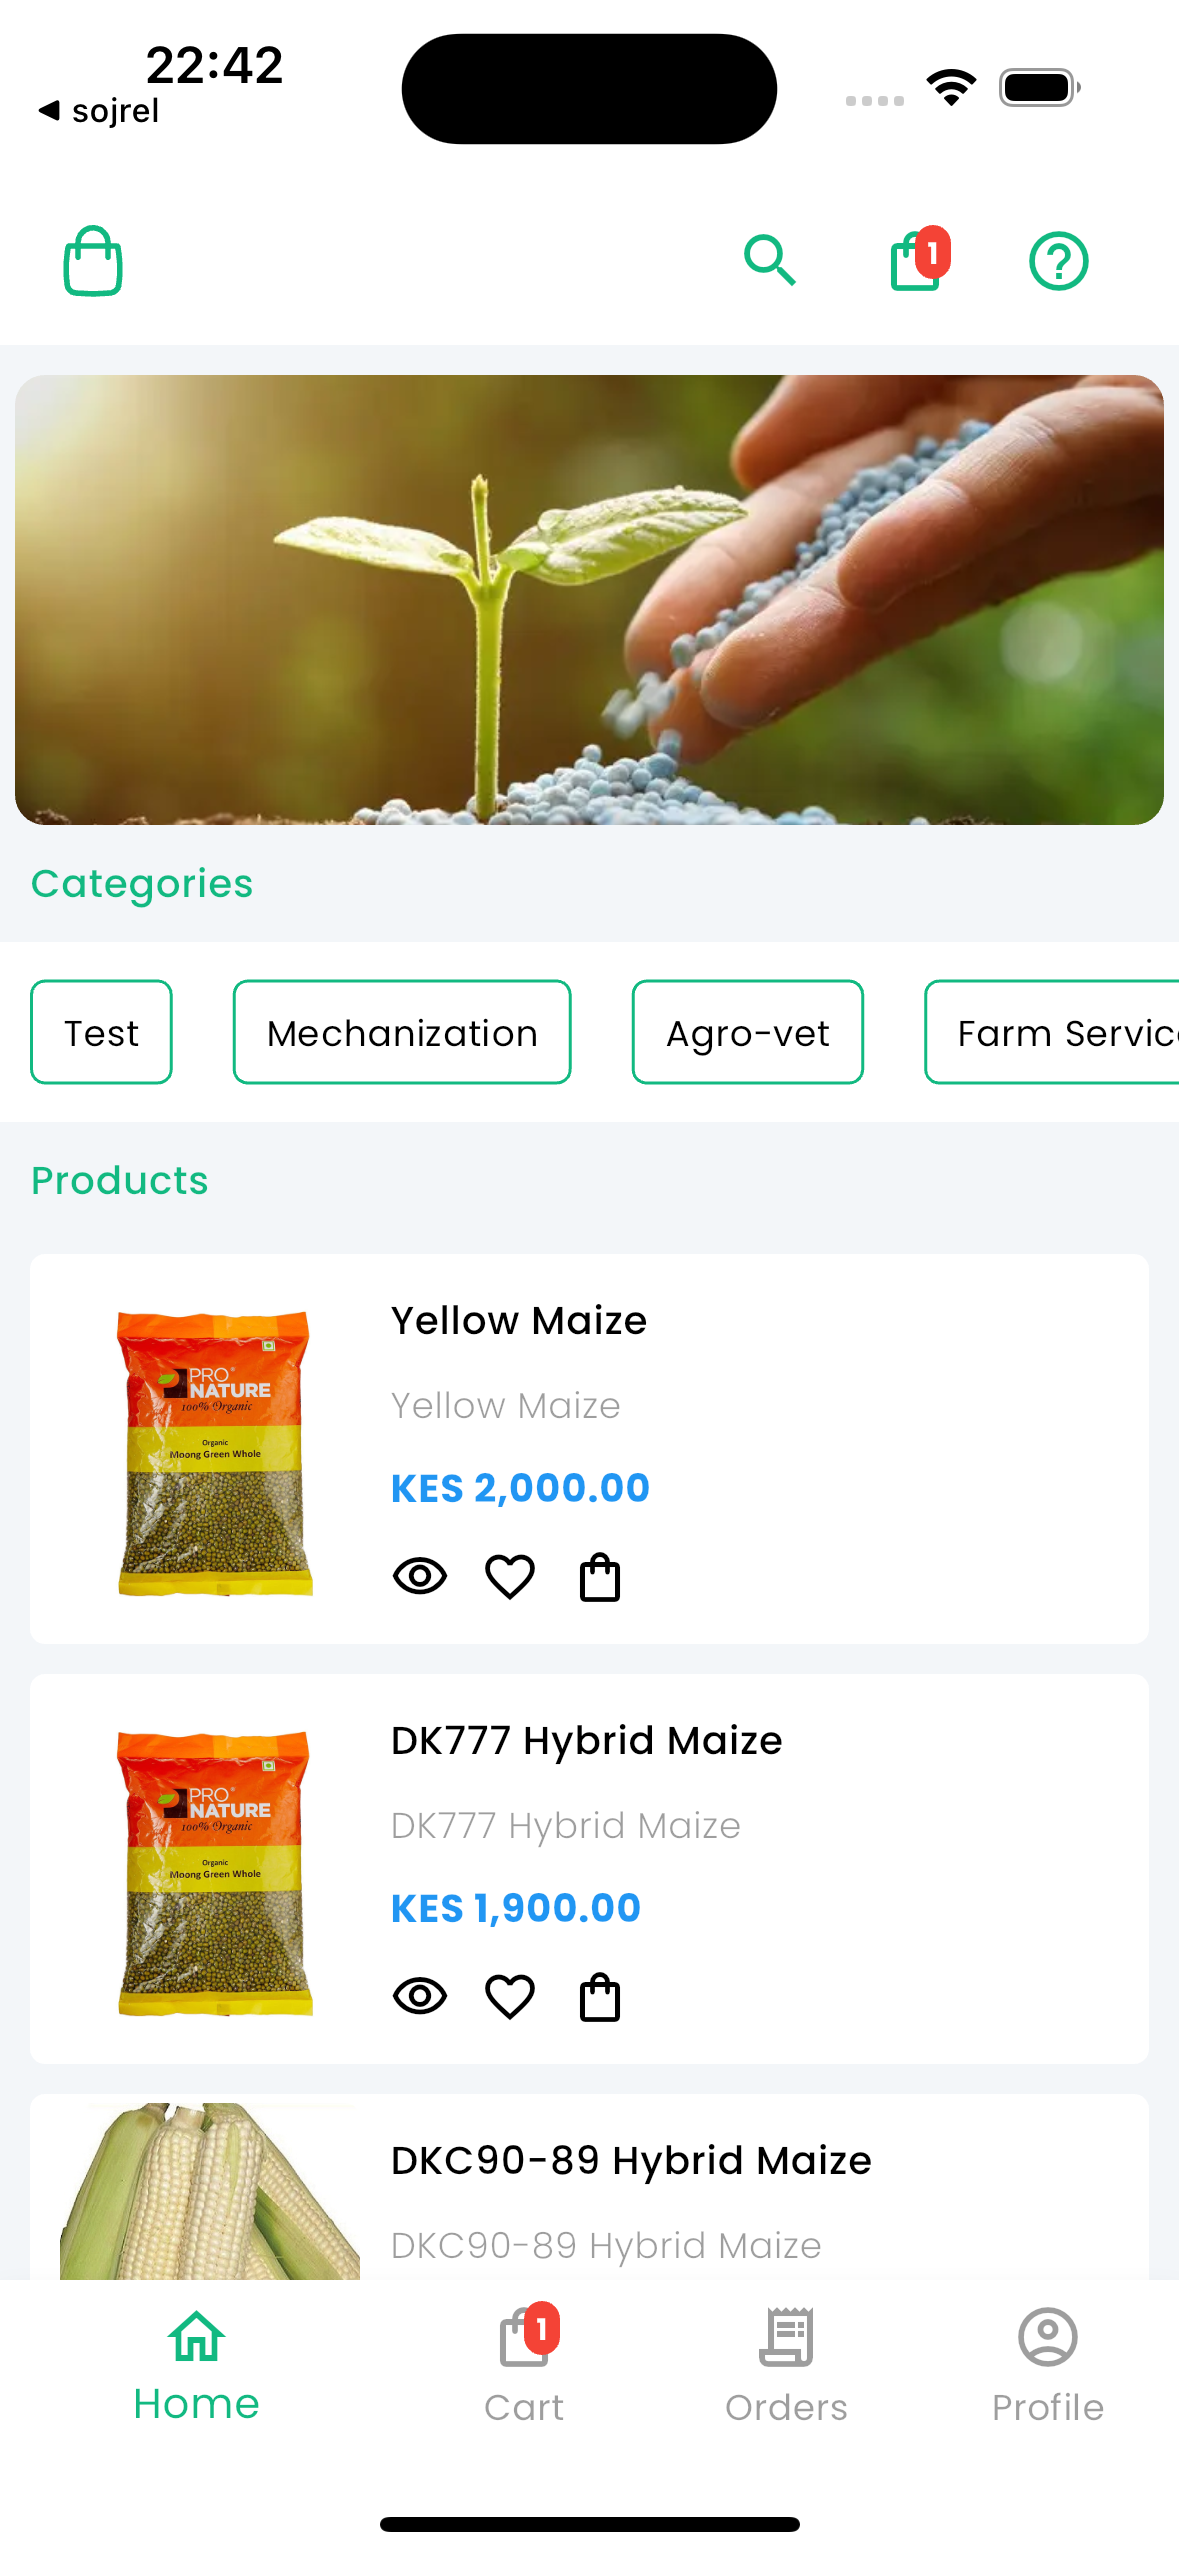 22:42
sojrel
1
Categories
Test
Mechanization
Agro-vet
Farm Servic
Products
Yellow Maize
Yellow Maize
KES 2,000.00
PRO
NATURE
100% Organic
Organic
Moong Green Whole
DK777 Hybrid Maize
DK777 Hybrid Maize
KES 1,900.00
PRO
NATURE
100% Organic
Organic
Moong Green Whole
DKC90-89 Hybrid Maize
DKC90-89 Hybrid Maize
1
Home
Cart
Orders
Profile